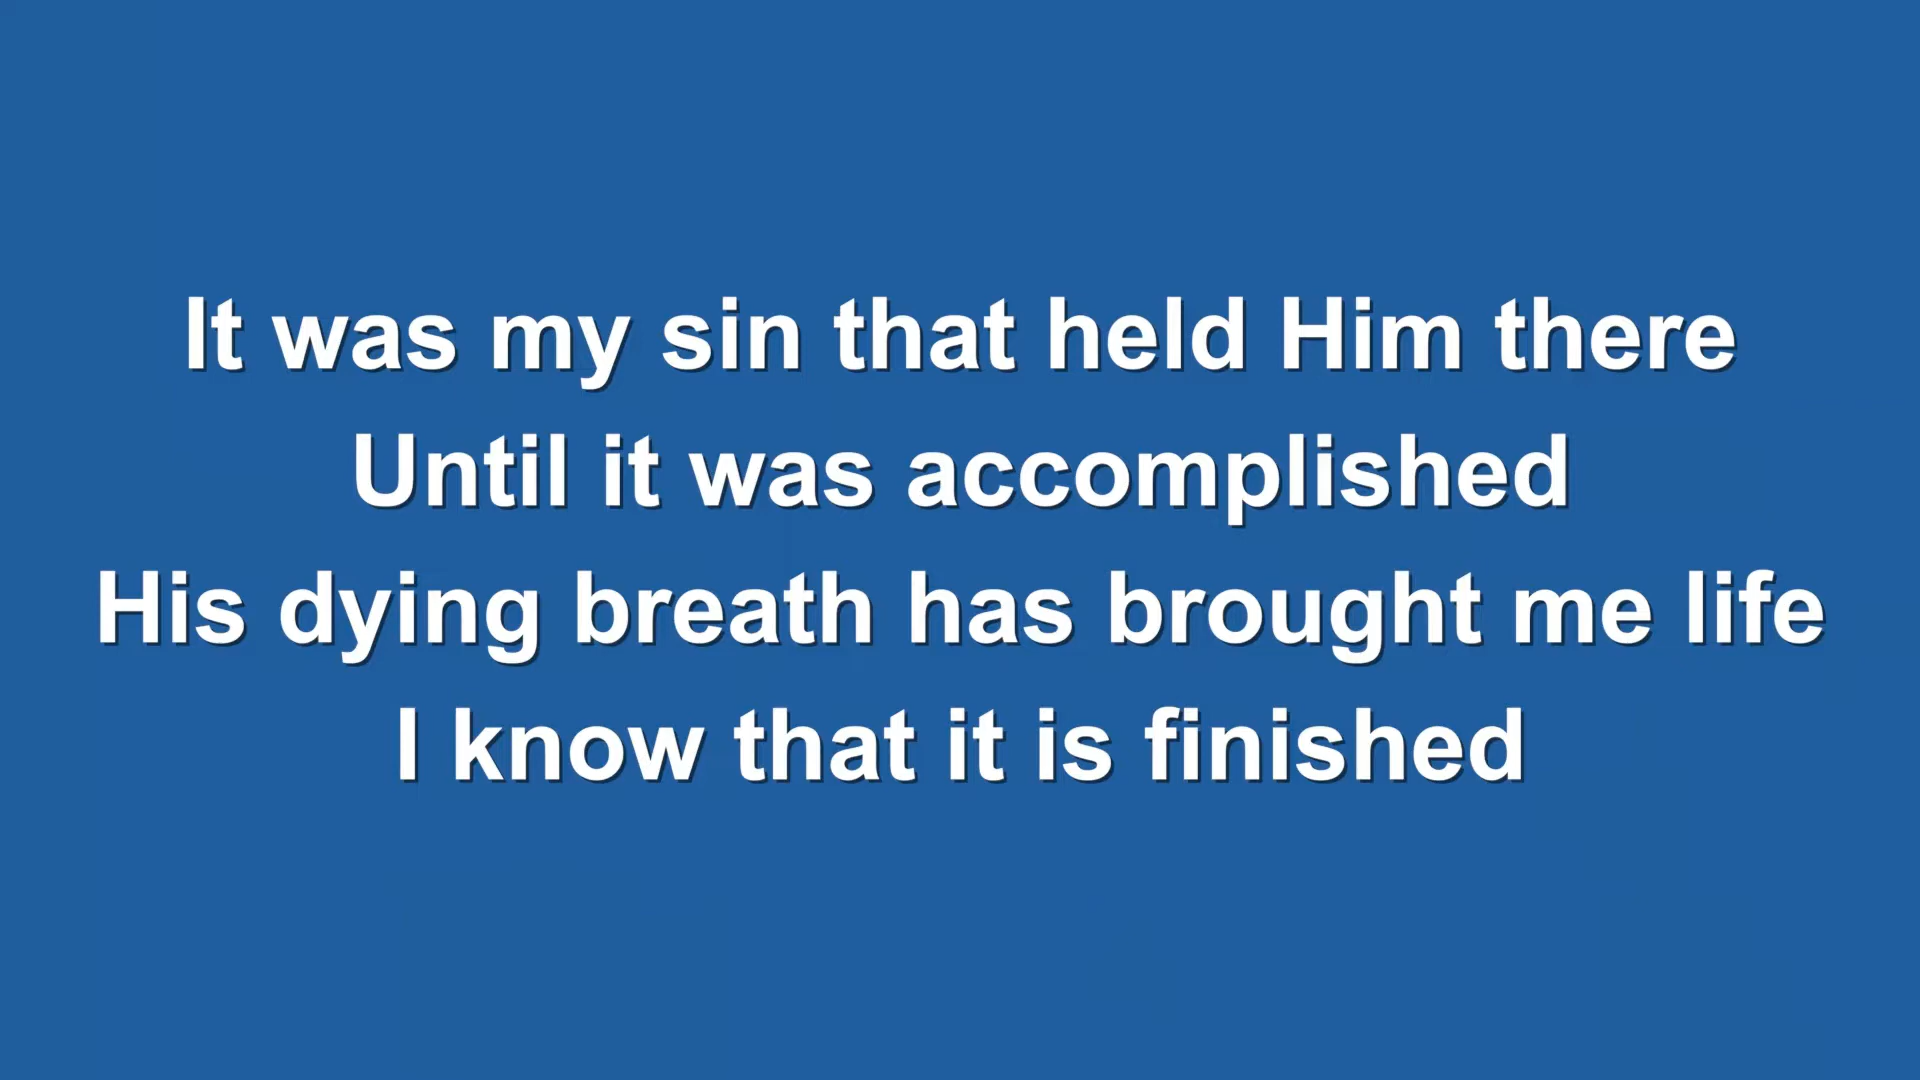 It was my sin that held Him there
Until it was accomplished
His dying breath has brought me life
I know that it is finished